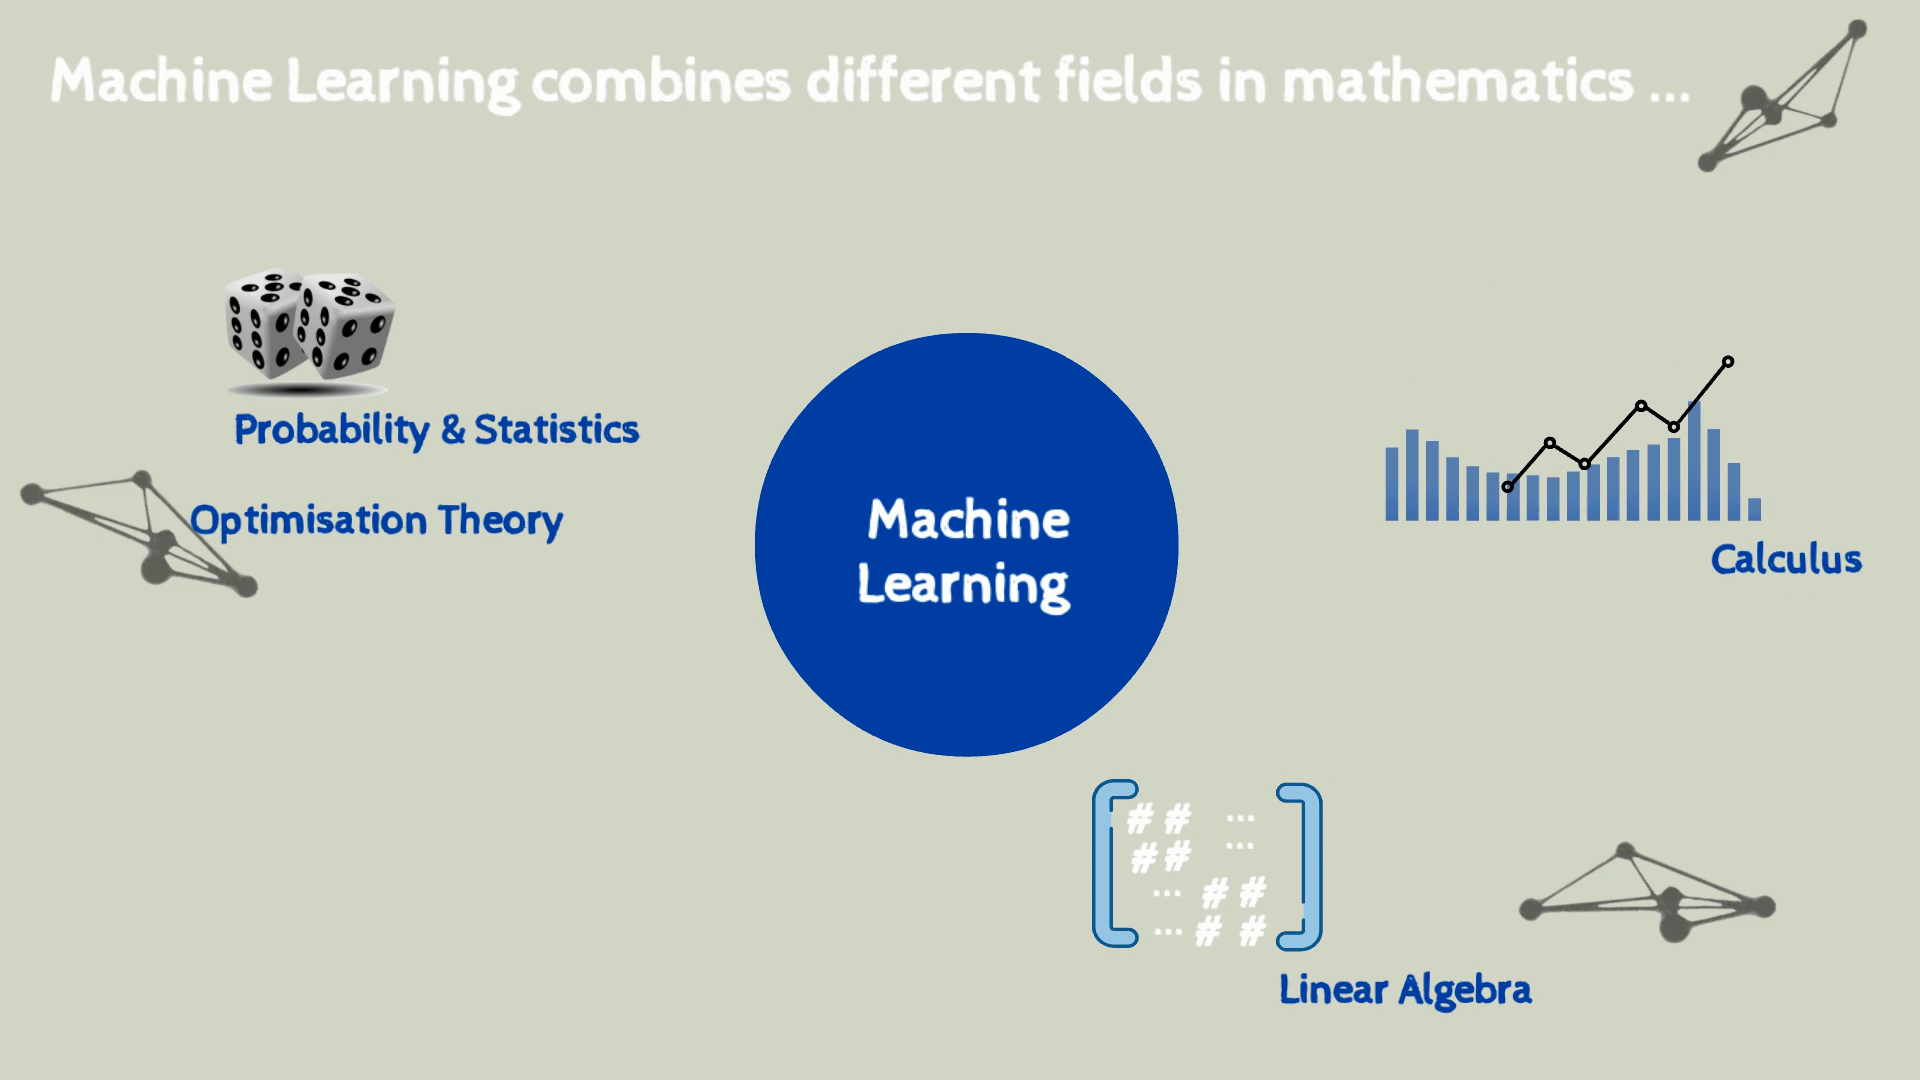 Machine Learning combines different fields in mathematics ...
Probability & Statistics
Optimisation Theory
Machine
Learning
Calculus
# # ...
# # ...
... # #
... # #
Linear Algebra